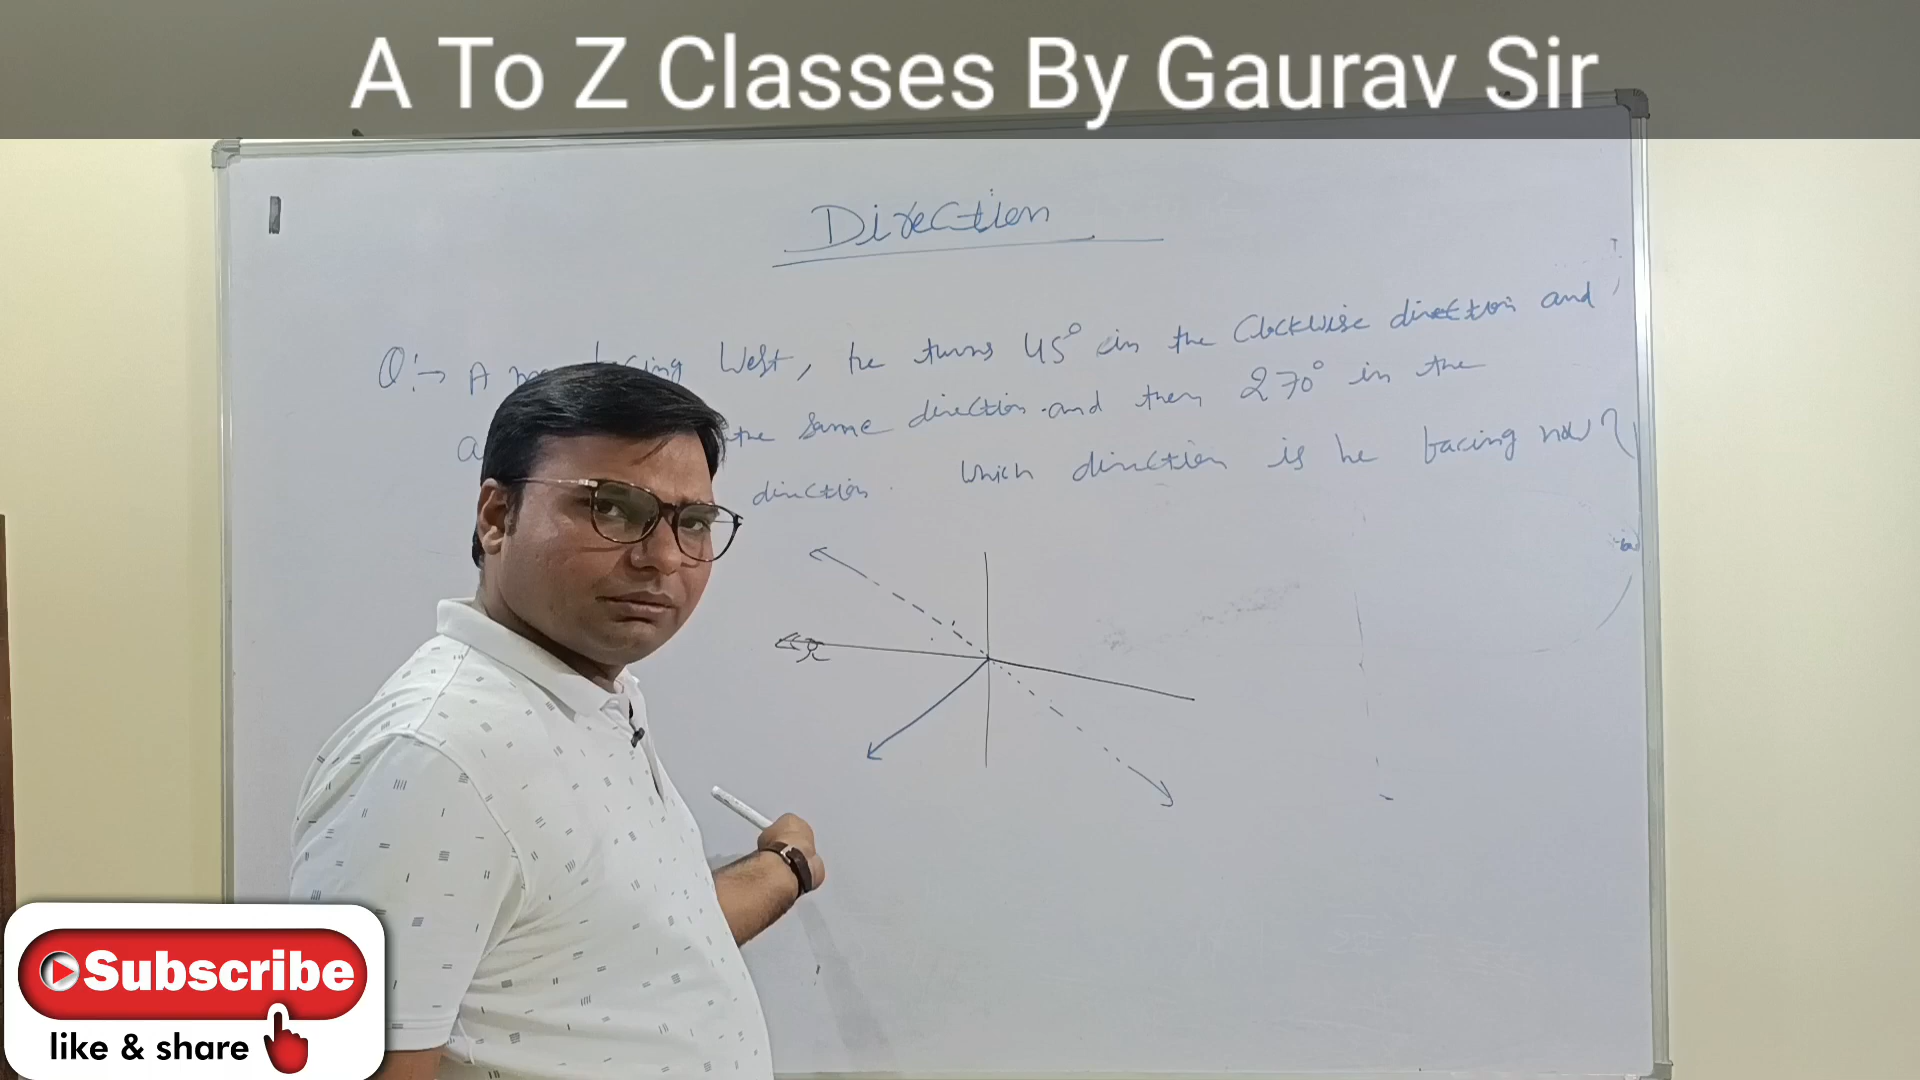 A To Z Classes By Gaurav Sir
Direction
Q:→ A facing West, he turns 45° in the Clockwise direction and
the same direction and then 270° in the
direction. Which direction is he facing now?
Subscribe
like & share